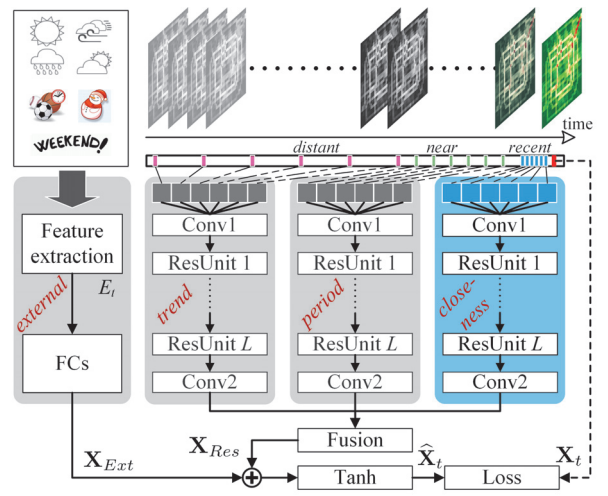 WEEKEND!
time
distant near recent
Feature
extraction
external
E_t
FCs
Conv1
ResUnit 1
trend
ResUnit L
Conv2
Conv1
ResUnit 1
period
ResUnit L
Conv2
Conv1
ResUnit 1
close-
ness
ResUnit L
Conv2
Fusion
X_Ext
X_Res
+
Tanh
X̂_t
Loss
X_t